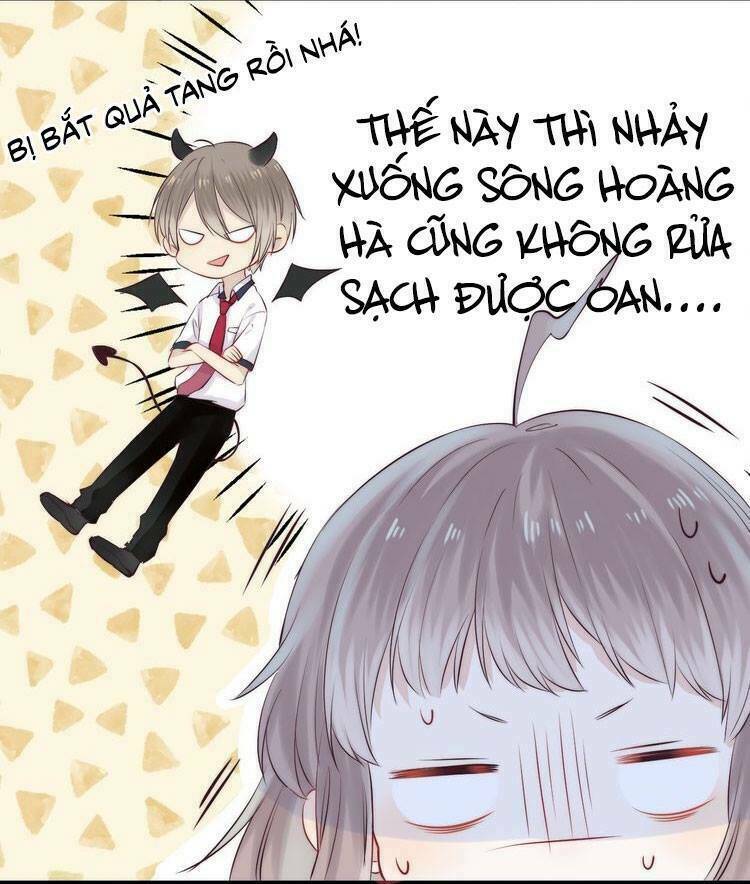 BỊ BẮT QUẢ TANG RỒI NHÁ!
THẾ NÀY THÌ NHẢY
XUỐNG SÔNG HOÀNG
HÀ CŨNG KHÔNG RỬA
SẠCH ĐƯỢC OAN....